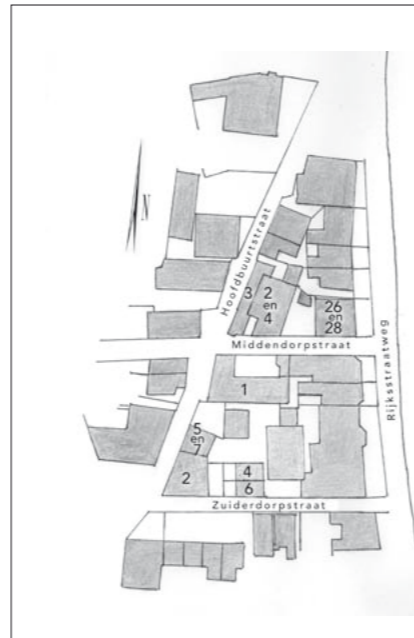 N
Hoofdbuurtstraat
3
2
en
4
26
en
28
Middendorpstraat
Rijksstraatweg
1
5
en
7
2
4
6
Zuiderdorpstraat